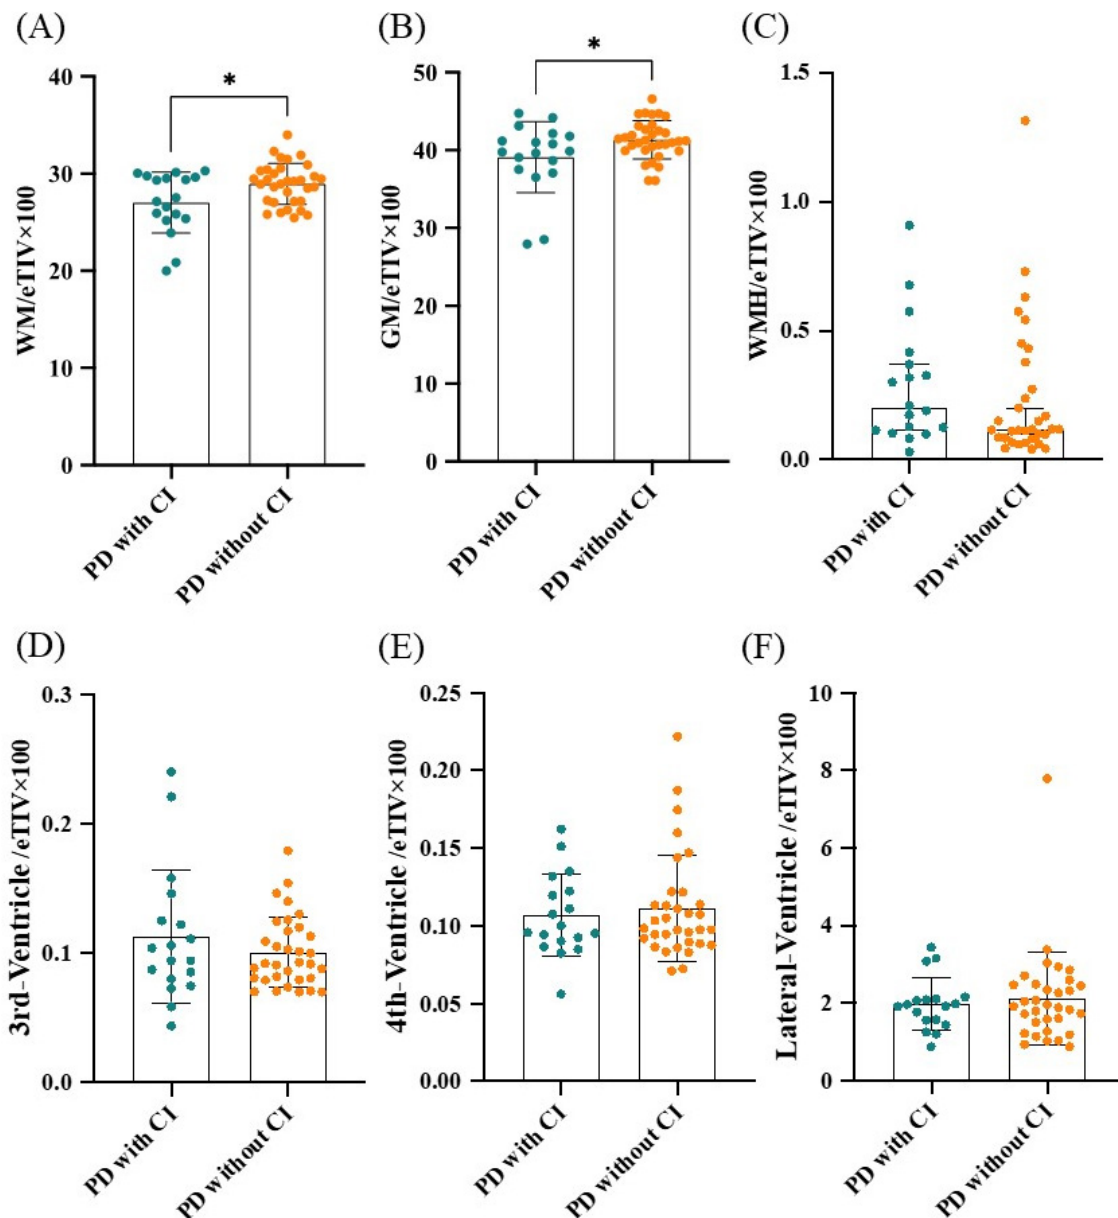 (A)
WM/eTIV×100
40
30
20
10
0
*
PD with CI
PD without CI
(B)
GM/eTIV×100
50
40
30
20
10
0
*
PD with CI
PD without CI
(C)
WMH/eTIV×100
1.5
1.0
0.5
0.0
PD with CI
PD without CI
(D)
3rd-Ventricle /eTIV×100
0.3
0.2
0.1
0.0
PD with CI
PD without CI
(E)
4th-Ventricle /eTIV×100
0.25
0.20
0.15
0.10
0.05
0.00
PD with CI
PD without CI
(F)
Lateral-Ventricle /eTIV×100
10
8
6
4
2
0
PD with CI
PD without CI